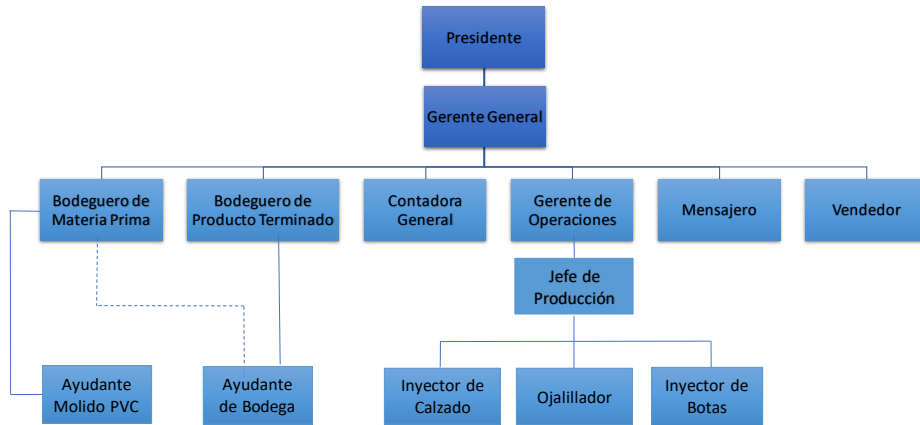 Presidente
Gerente General
Bodeguero de
Materia Prima
Bodeguero de
Producto Terminado
Contadora
General
Gerente de
Operaciones
Mensajero
Vendedor
Jefe de
Producción
Ayudante
Molido PVC
Ayudante
de Bodega
Inyector de
Calzado
Ojalillador
Inyector de
Botas